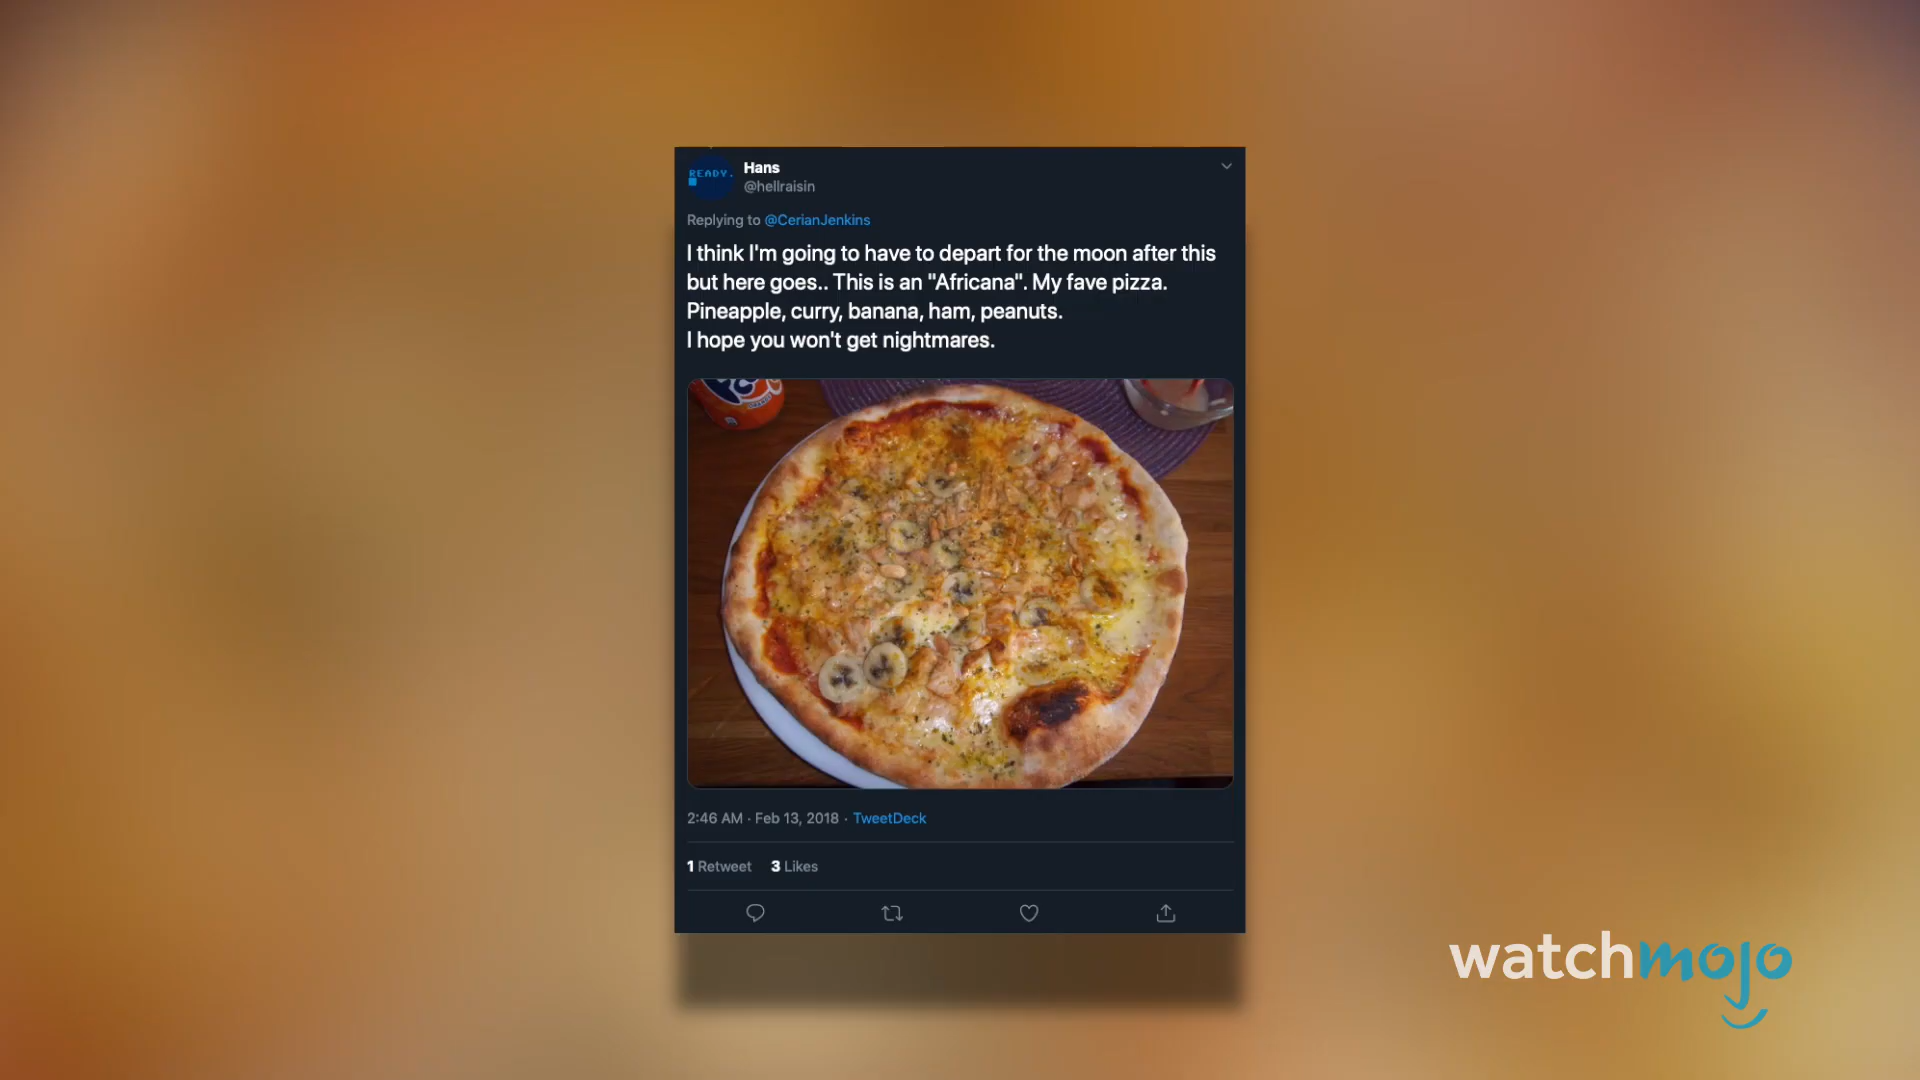 READY.
Hans
@hellraisin
Replying to @CerianJenkins
I think I'm going to have to depart for the moon after this
but here goes.. This is an "Africana". My fave pizza.
Pineapple, curry, banana, ham, peanuts.
I hope you won't get nightmares.
2:46 AM · Feb 13, 2018 · TweetDeck
1 Retweet 3 Likes
watchmojo